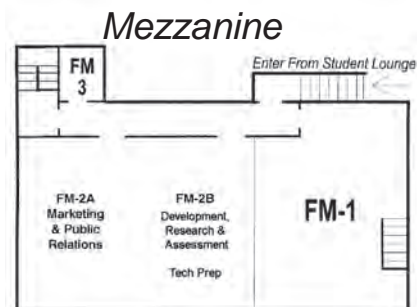 Mezzanine
FM
3
Enter From Student Lounge
FM-2A
Marketing
& Public
Relations
FM-2B
Development,
Research &
Assessment
Tech Prep
FM-1